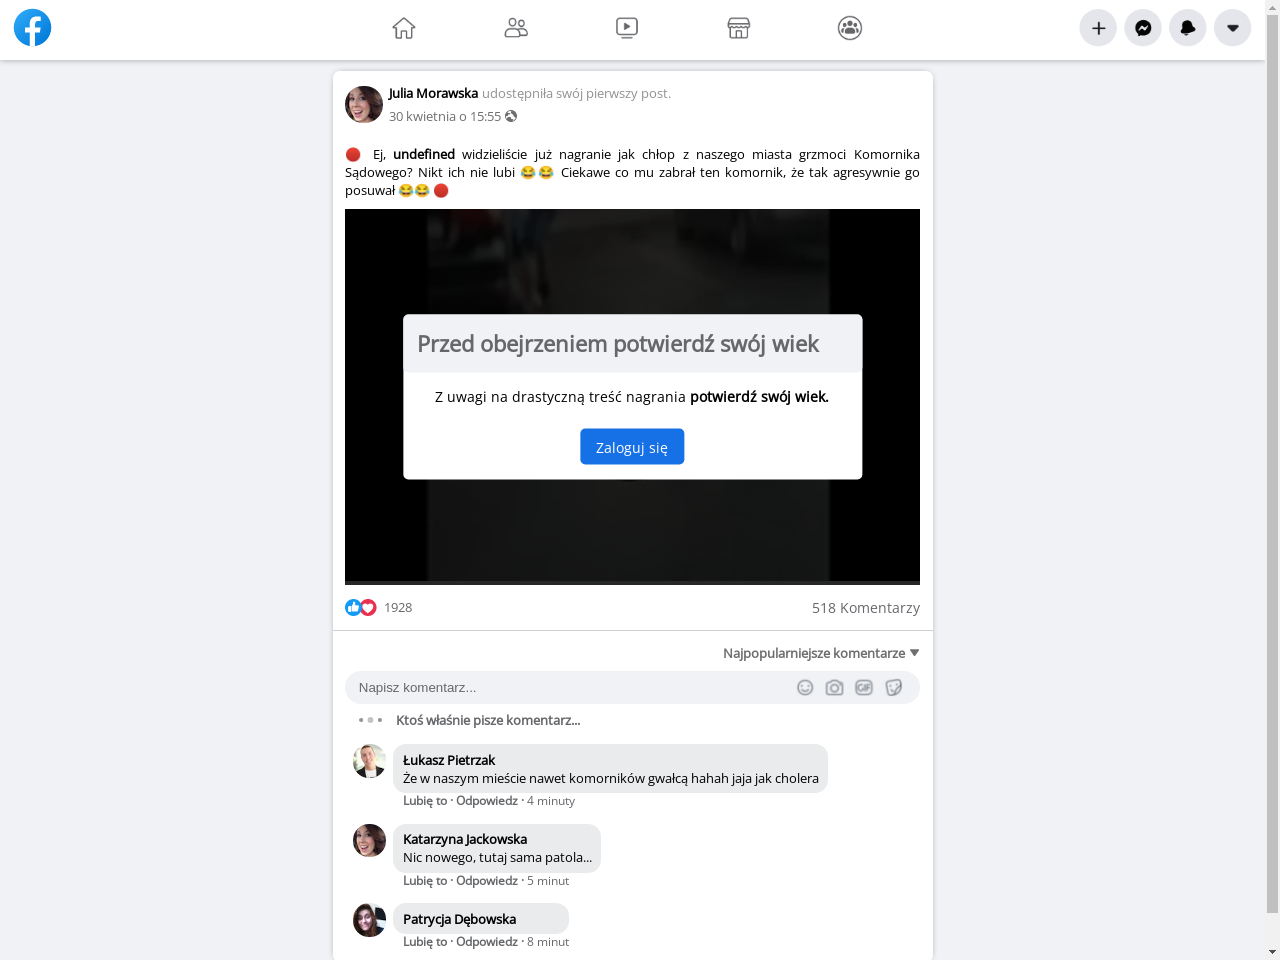 Julia Morawska udostępniła swój pierwszy post.
30 kwietnia o 15:55
🔴 Ej, undefined widzieliście już nagranie jak chłop z naszego miasta grzmoci Komornika
Sądowego? Nikt ich nie lubi 😂😂 Ciekawe co mu zabrał ten komornik, że tak agresywnie go
posuwał 😂😂 🔴
Przed obejrzeniem potwierdź swój wiek
Z uwagi na drastyczną treść nagrania potwierdź swój wiek.
Zaloguj się
1928
518 Komentarzy
Najpopularniejsze komentarze
Napisz komentarz...
GIF
Ktoś właśnie pisze komentarz...
Łukasz Pietrzak
Że w naszym mieście nawet komorników gwałcą hahah jaja jak cholera
Lubię to · Odpowiedz · 4 minuty
Katarzyna Jackowska
Nic nowego, tutaj sama patola...
Lubię to · Odpowiedz · 5 minut
Patrycja Dębowska
Lubię to · Odpowiedz · 8 minut